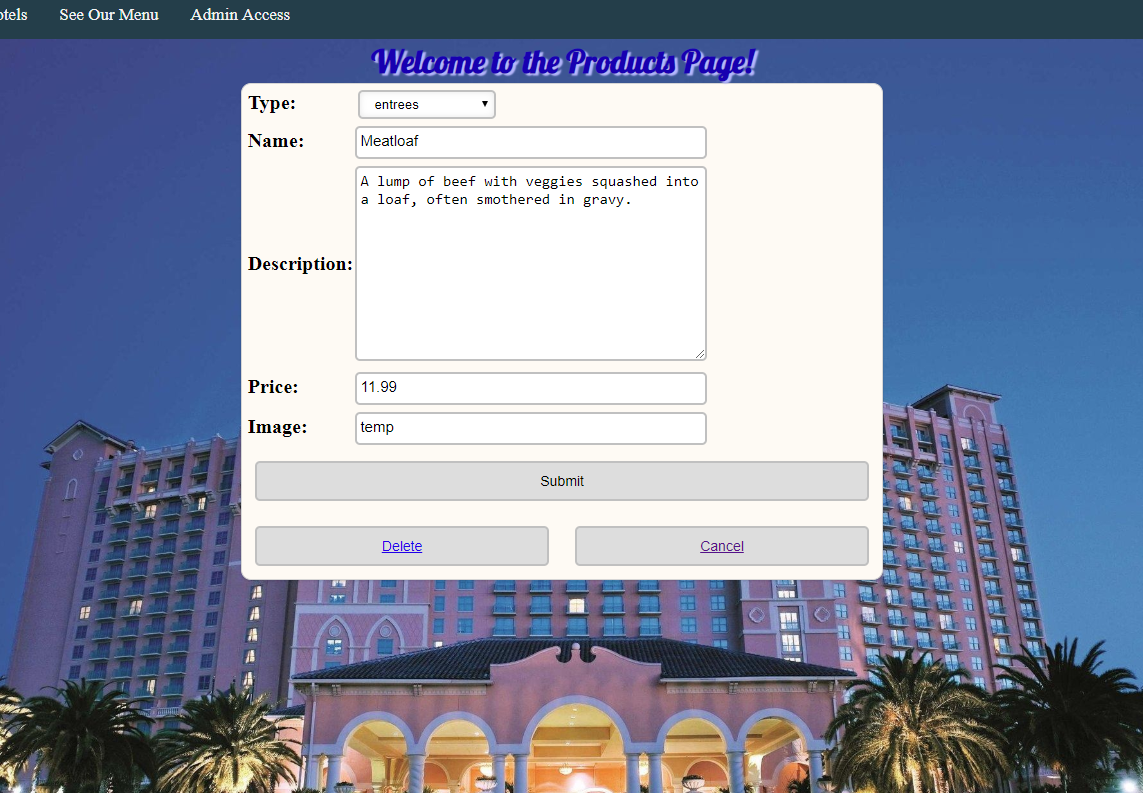 otels See Our Menu Admin Access
Welcome to the Products Page!
Type: entrees
Name: Meatloaf
Description: A lump of beef with veggies squashed into
a loaf, often smothered in gravy.
Price: 11.99
Image: temp
Submit
Delete Cancel